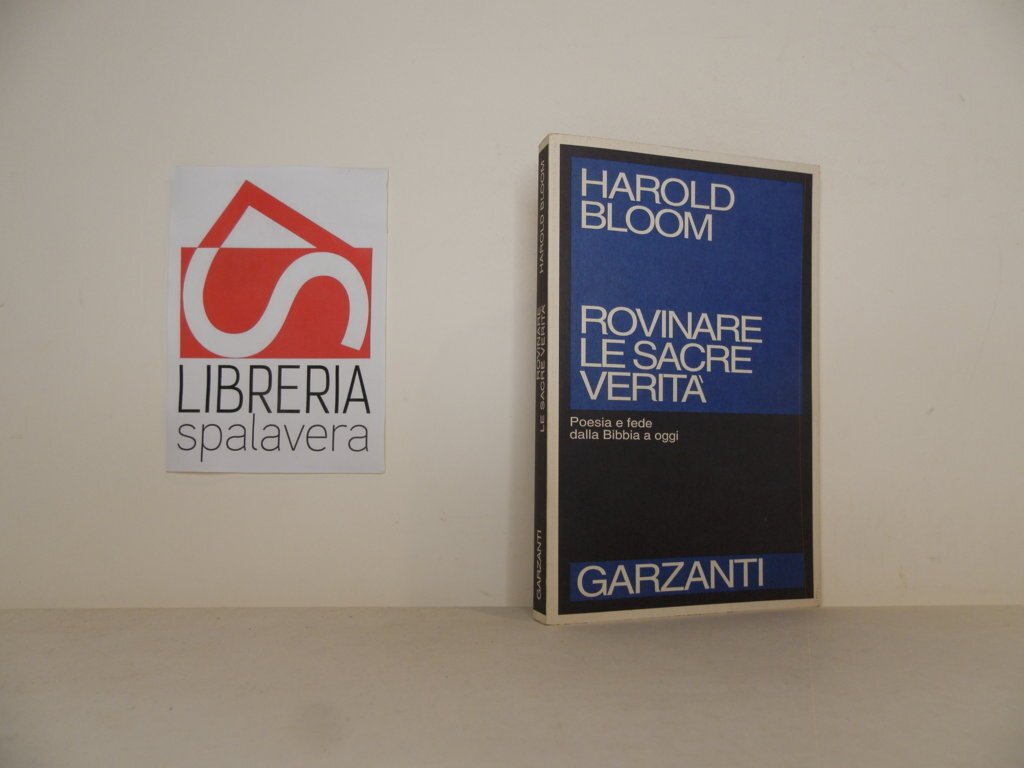 LIBRERIA
spalavera
HAROLD BLOOM
ROVINARE
LE SACRE VERITÀ
GARZANTI
HAROLD
BLOOM
ROVINARE
LE SACRE
VERITÀ
Poesia e fede
dalla Bibbia a oggi
GARZANTI